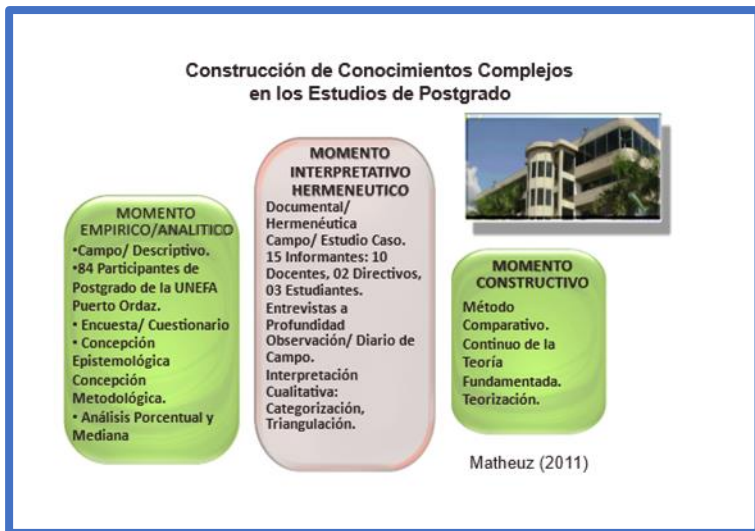 Construcción de Conocimientos Complejos
en los Estudios de Postgrado
MOMENTO
EMPIRICO/ANALITICO
•Campo/ Descriptivo.
•84 Participantes de
Postgrado de la UNEFA
Puerto Ordaz.
• Encuesta/ Cuestionario
• Concepción
Epistemológica
Concepción
Metodológica.
• Análisis Porcentual y
Mediana
MOMENTO
INTERPRETATIVO
HERMENEUTICO
Documental/
Hermenéutica
Campo/ Estudio Caso.
15 Informantes: 10
Docentes, 02 Directivos,
03 Estudiantes.
Entrevistas a
Profundidad
Observación/ Diario de
Campo.
Interpretación
Cualitativa:
Categorización,
Triangulación.
MOMENTO
CONSTRUCTIVO
Método
Comparativo.
Continuo de la
Teoría
Fundamentada.
Teorización.
Matheuz (2011)